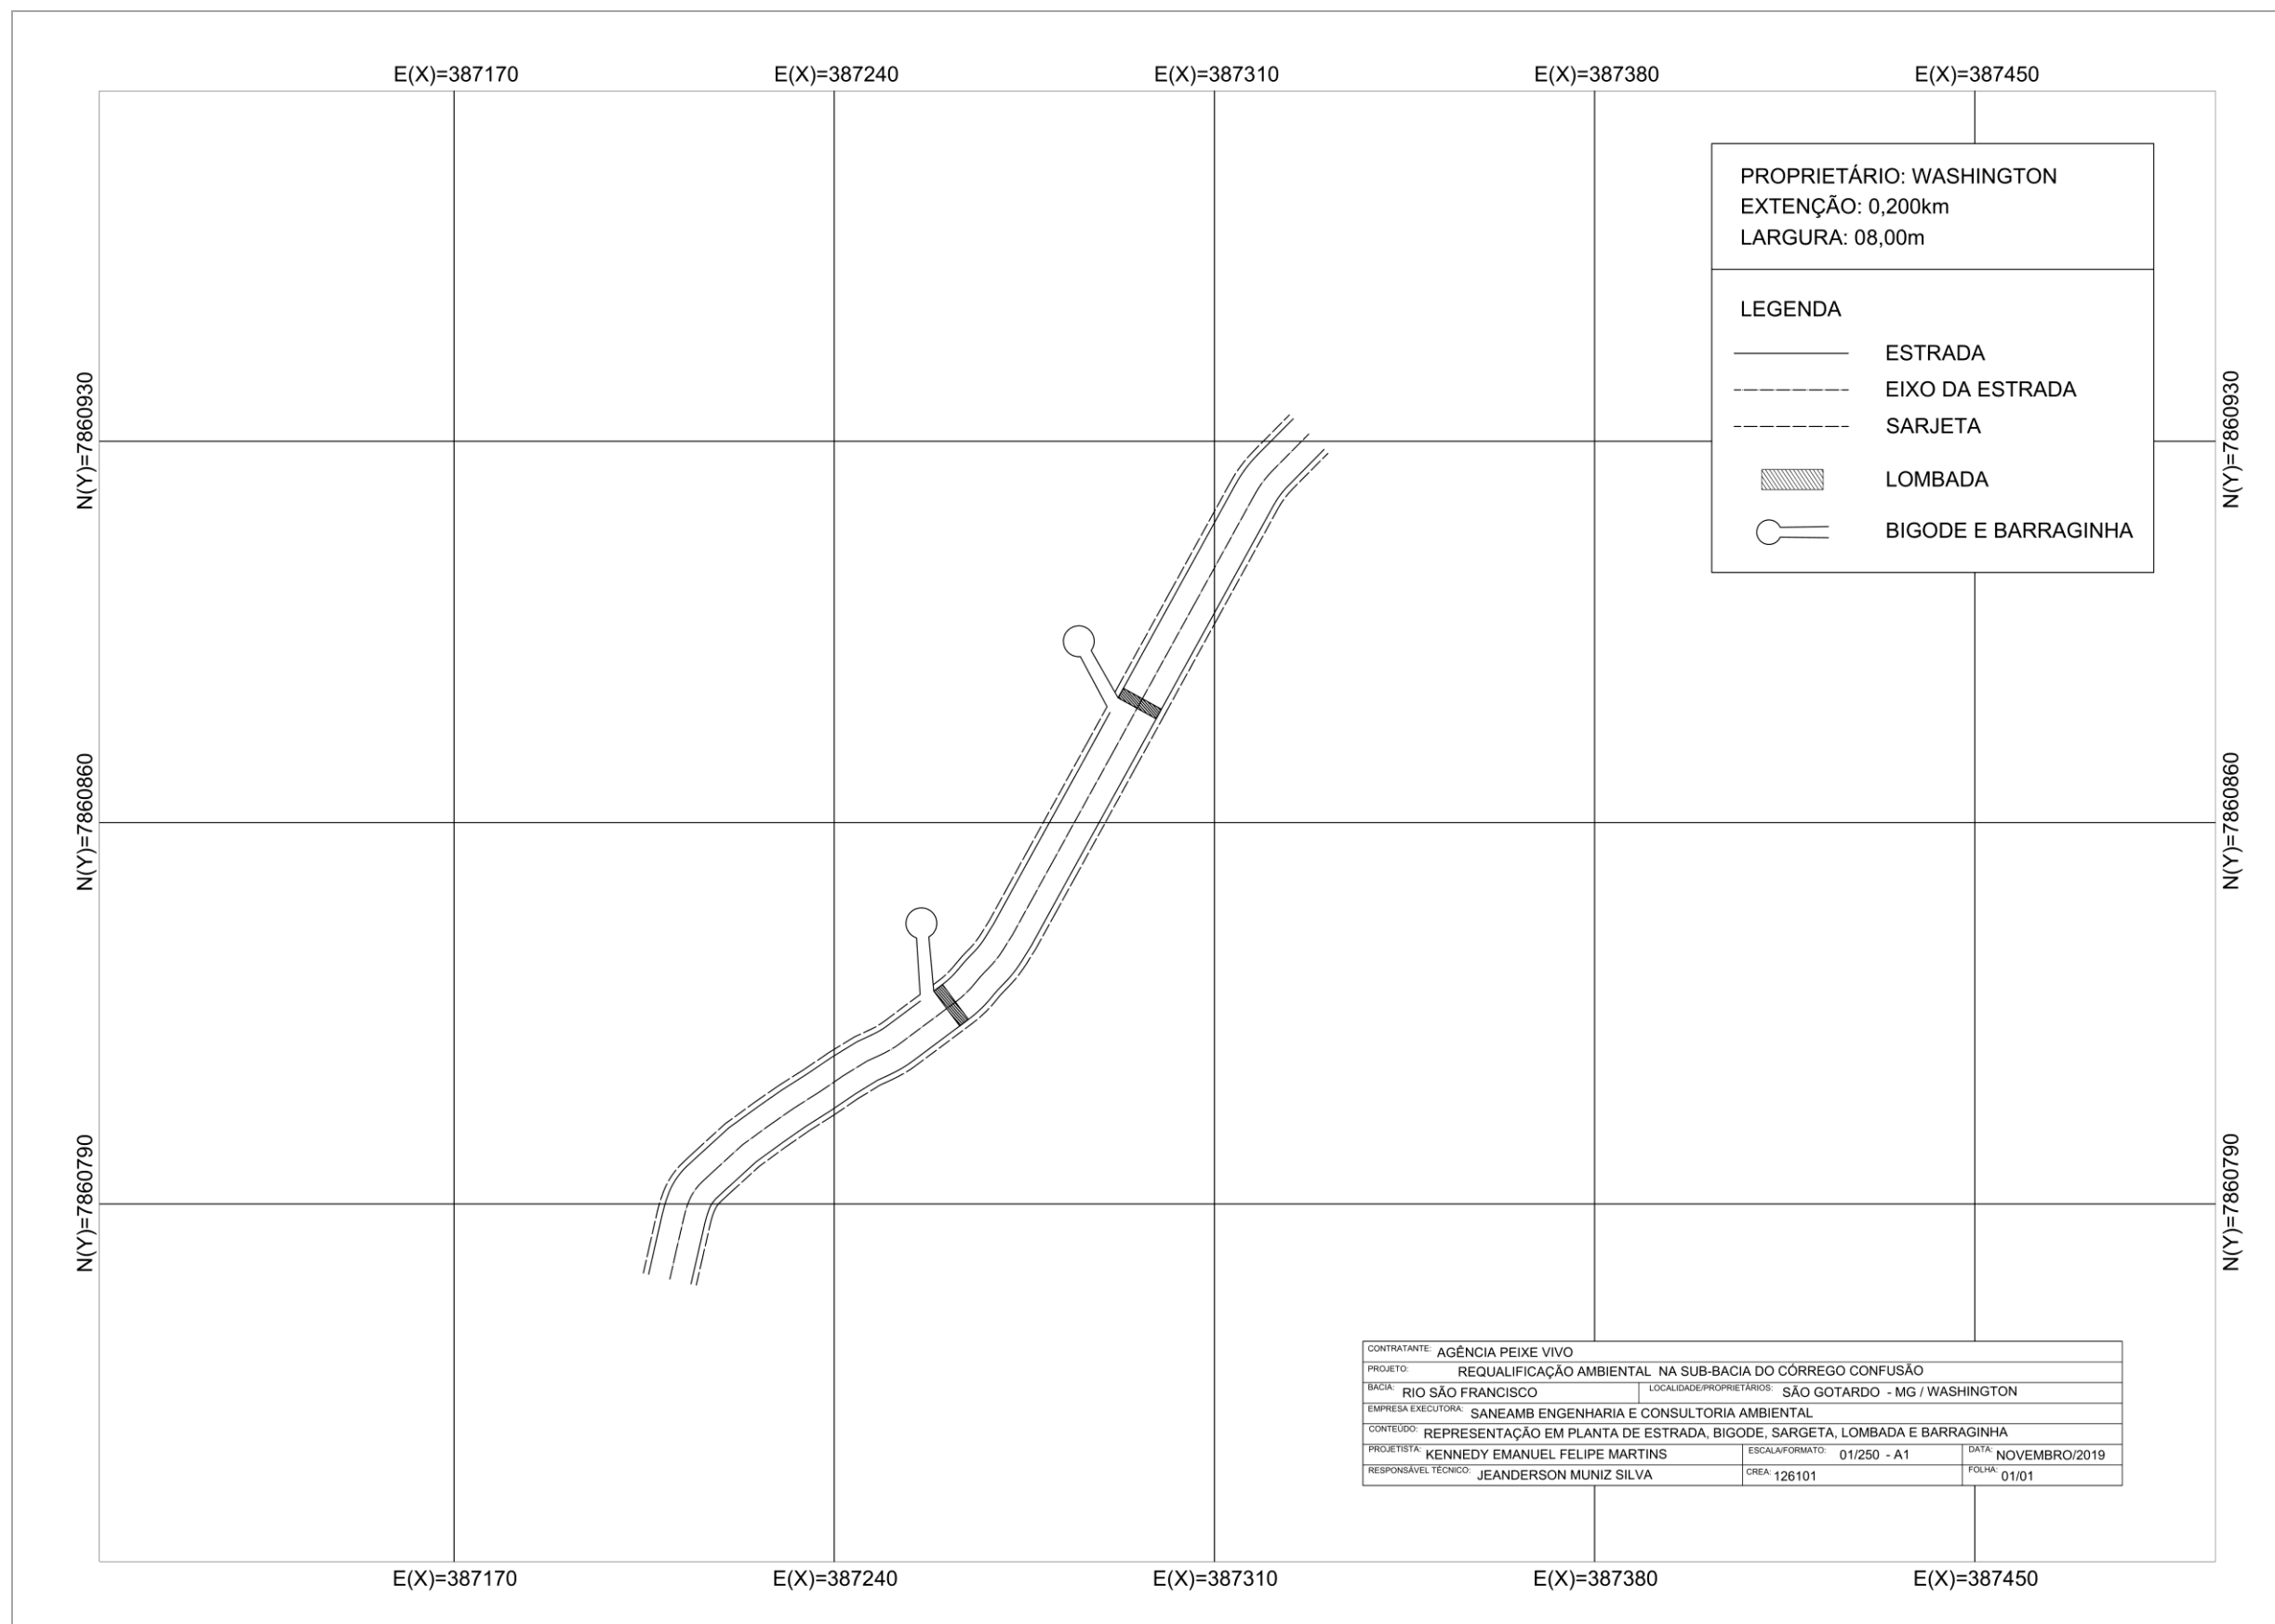 E(X)=387170 E(X)=387240 E(X)=387310 E(X)=387380 E(X)=387450
PROPRIETÁRIO: WASHINGTON
EXTENÇÃO: 0,200km
LARGURA: 08,00m
LEGENDA
ESTRADA
EIXO DA ESTRADA
SARJETA
LOMBADA
BIGODE E BARRAGINHA
N(Y)=7860930 N(Y)=7860930
N(Y)=7860860 N(Y)=7860860
N(Y)=7860790 N(Y)=7860790
CONTRATANTE: AGÊNCIA PEIXE VIVO
PROJETO: REQUALIFICAÇÃO AMBIENTAL NA SUB-BACIA DO CÓRREGO CONFUSÃO
BACIA: RIO SÃO FRANCISCO LOCALIDADE/PROPRIETÁRIOS: SÃO GOTARDO - MG / WASHINGTON
EMPRESA EXECUTORA: SANEAMB ENGENHARIA E CONSULTORIA AMBIENTAL
CONTEÚDO: REPRESENTAÇÃO EM PLANTA DE ESTRADA, BIGODE, SARGETA, LOMBADA E BARRAGINHA
PROJETISTA: KENNEDY EMANUEL FELIPE MARTINS ESCALA/FORMATO: 01/250 - A1 DATA: NOVEMBRO/2019
RESPONSÁVEL TÉCNICO: JEANDERSON MUNIZ SILVA CREA: 126101 FOLHA: 01/01
E(X)=387170 E(X)=387240 E(X)=387310 E(X)=387380 E(X)=387450